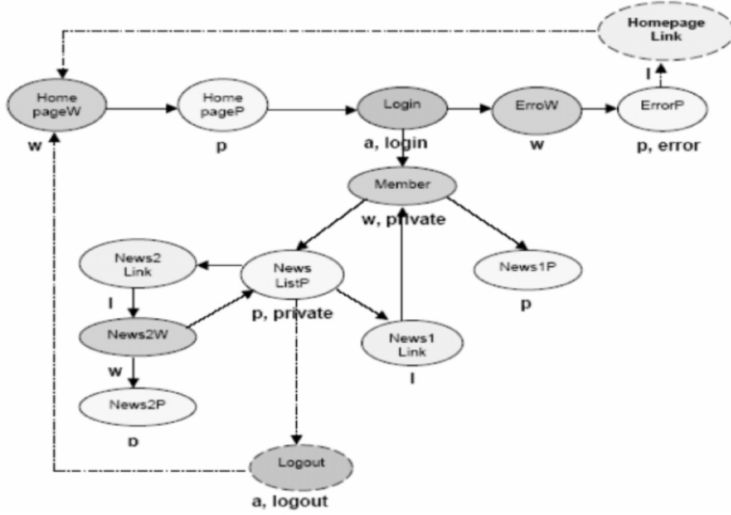 Homepage
Link
l
Home
pageW
w
Home
pageP
p
Login
a, login
ErroW
w
ErrorP
p, error
Member
w, private
News2
Link
l
News
ListP
p, private
News1P
p
News2W
w
News1
Link
l
News2P
p
Logout
a, logout